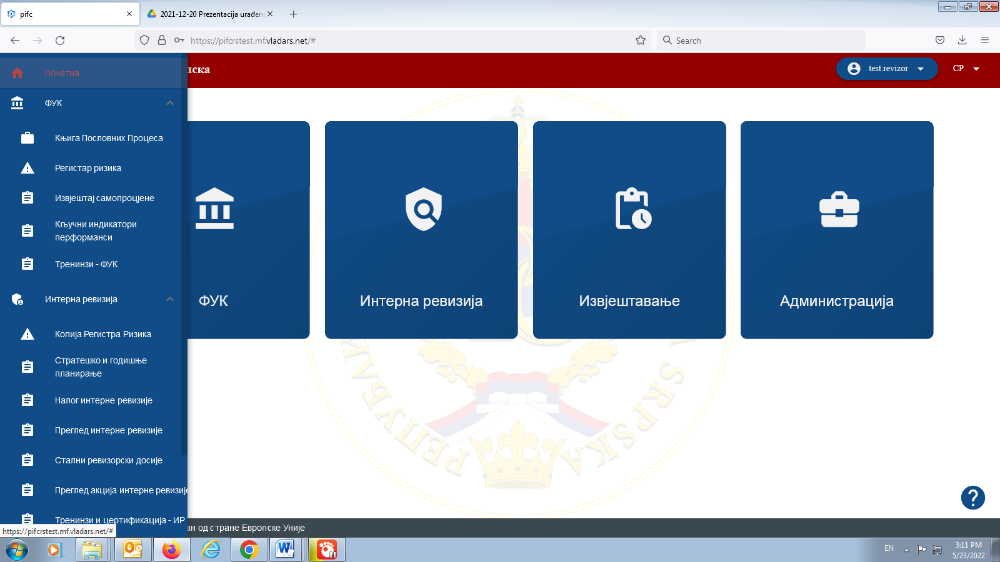 pifc
2021-12-20 Prezentacija urađeno
https://pifcrstest.mf.vladars.net/#
Search
пска
test.revizor
СР
Почетна
ФУК
Књига Пословних Процеса
Регистар ризика
Извјештај самопроцјене
Кључни индикатори
перформанси
Тренинзи - ФУК
Интерна ревизија
Копија Регистра Ризика
Стратешко и годишње
планирање
Налог интерне ревизије
Преглед интерне ревизије
Стални ревизорски досије
Преглед акција интерне ревизије
Тренинзи и цертификација - ИР
ФУК
Интерна ревизија
Извјештавање
Администрација
SRPSKA
https://pifcrstest.mf.vladars.net/#
ан од стране Европске Уније
EN
3:11 PM
5/23/2022